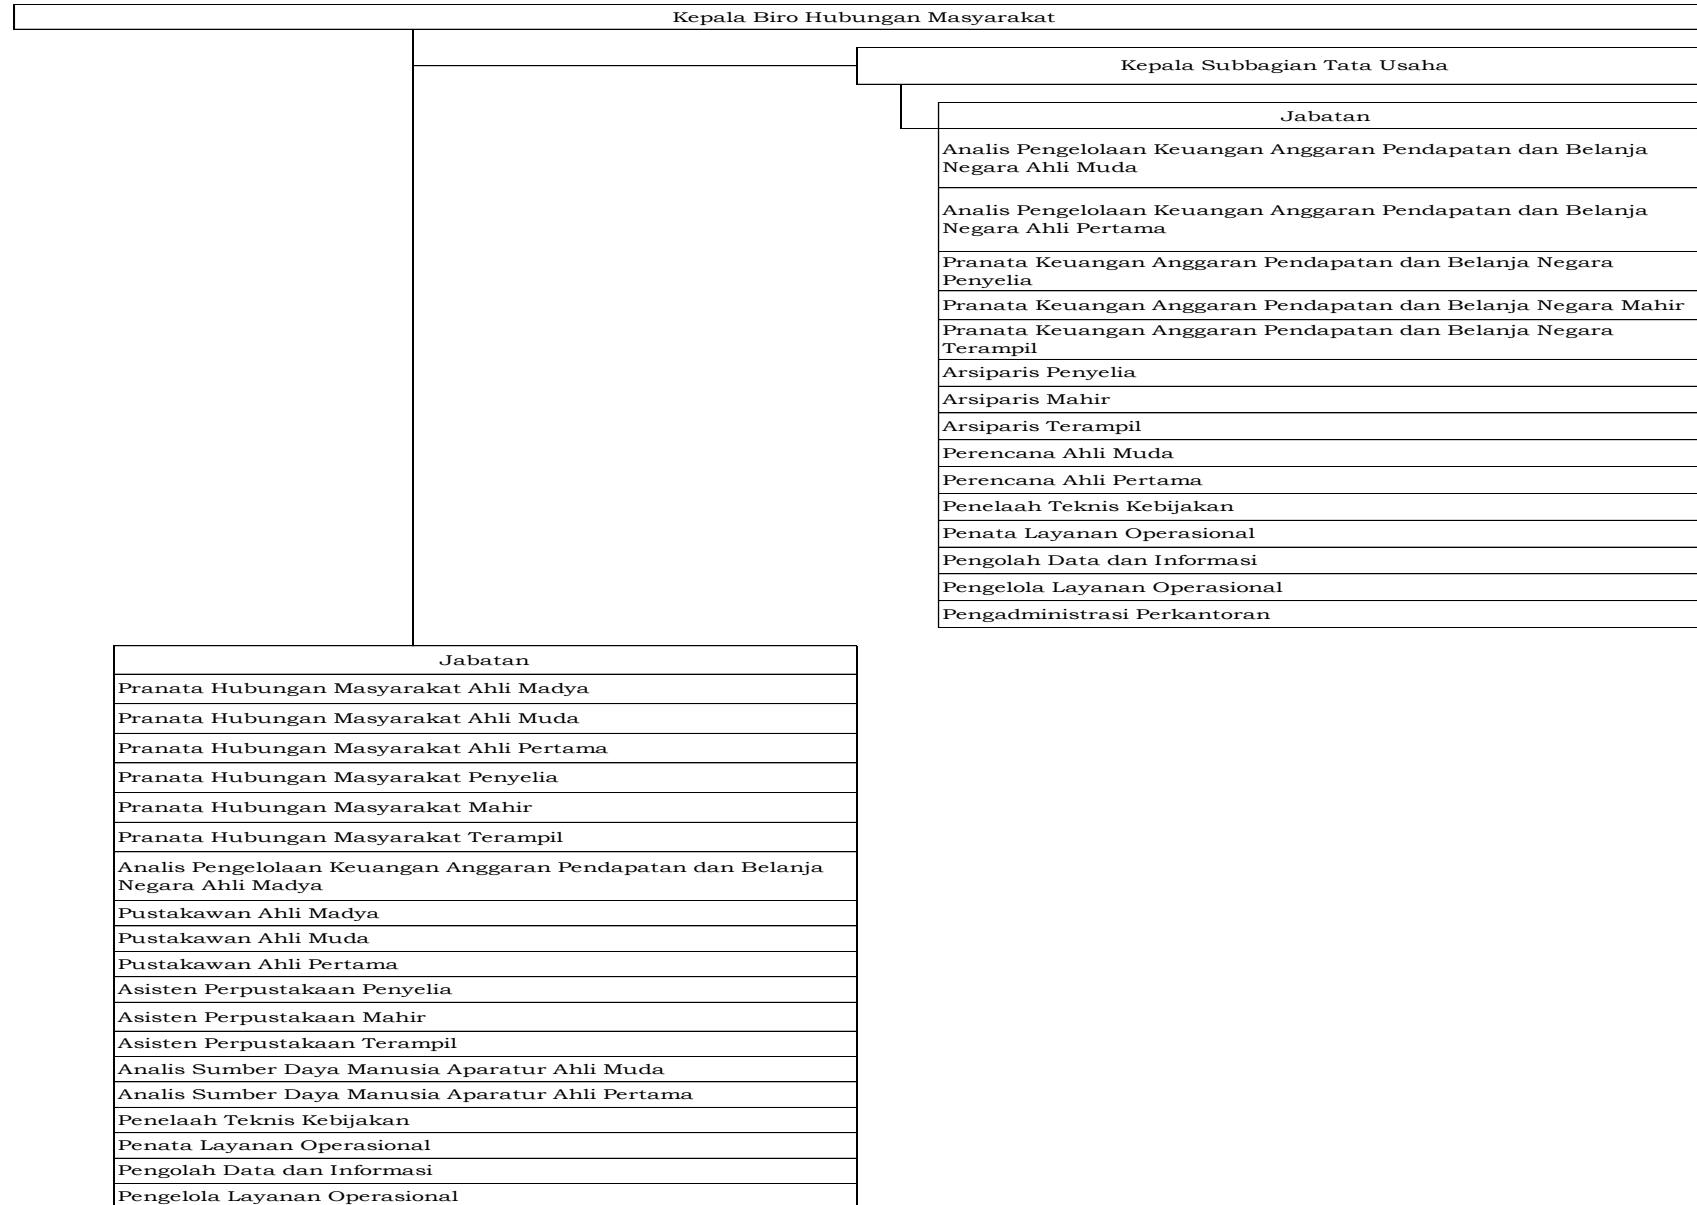 Kepala Biro Hubungan Masyarakat
Kepala Subbagian Tata Usaha
Jabatan
Analis Pengelolaan Keuangan Anggaran Pendapatan dan Belanja
Negara Ahli Muda
Analis Pengelolaan Keuangan Anggaran Pendapatan dan Belanja
Negara Ahli Pertama
Pranata Keuangan Anggaran Pendapatan dan Belanja Negara
Penyelia
Pranata Keuangan Anggaran Pendapatan dan Belanja Negara Mahir
Pranata Keuangan Anggaran Pendapatan dan Belanja Negara
Terampil
Arsiparis Penyelia
Arsiparis Mahir
Arsiparis Terampil
Perencana Ahli Muda
Perencana Ahli Pertama
Penelaah Teknis Kebijakan
Penata Layanan Operasional
Pengolah Data dan Informasi
Pengelola Layanan Operasional
Pengadministrasi Perkantoran
Jabatan
Pranata Hubungan Masyarakat Ahli Madya
Pranata Hubungan Masyarakat Ahli Muda
Pranata Hubungan Masyarakat Ahli Pertama
Pranata Hubungan Masyarakat Penyelia
Pranata Hubungan Masyarakat Mahir
Pranata Hubungan Masyarakat Terampil
Analis Pengelolaan Keuangan Anggaran Pendapatan dan Belanja
Negara Ahli Madya
Pustakawan Ahli Madya
Pustakawan Ahli Muda
Pustakawan Ahli Pertama
Asisten Perpustakaan Penyelia
Asisten Perpustakaan Mahir
Asisten Perpustakaan Terampil
Analis Sumber Daya Manusia Aparatur Ahli Muda
Analis Sumber Daya Manusia Aparatur Ahli Pertama
Penelaah Teknis Kebijakan
Penata Layanan Operasional
Pengolah Data dan Informasi
Pengelola Layanan Operasional